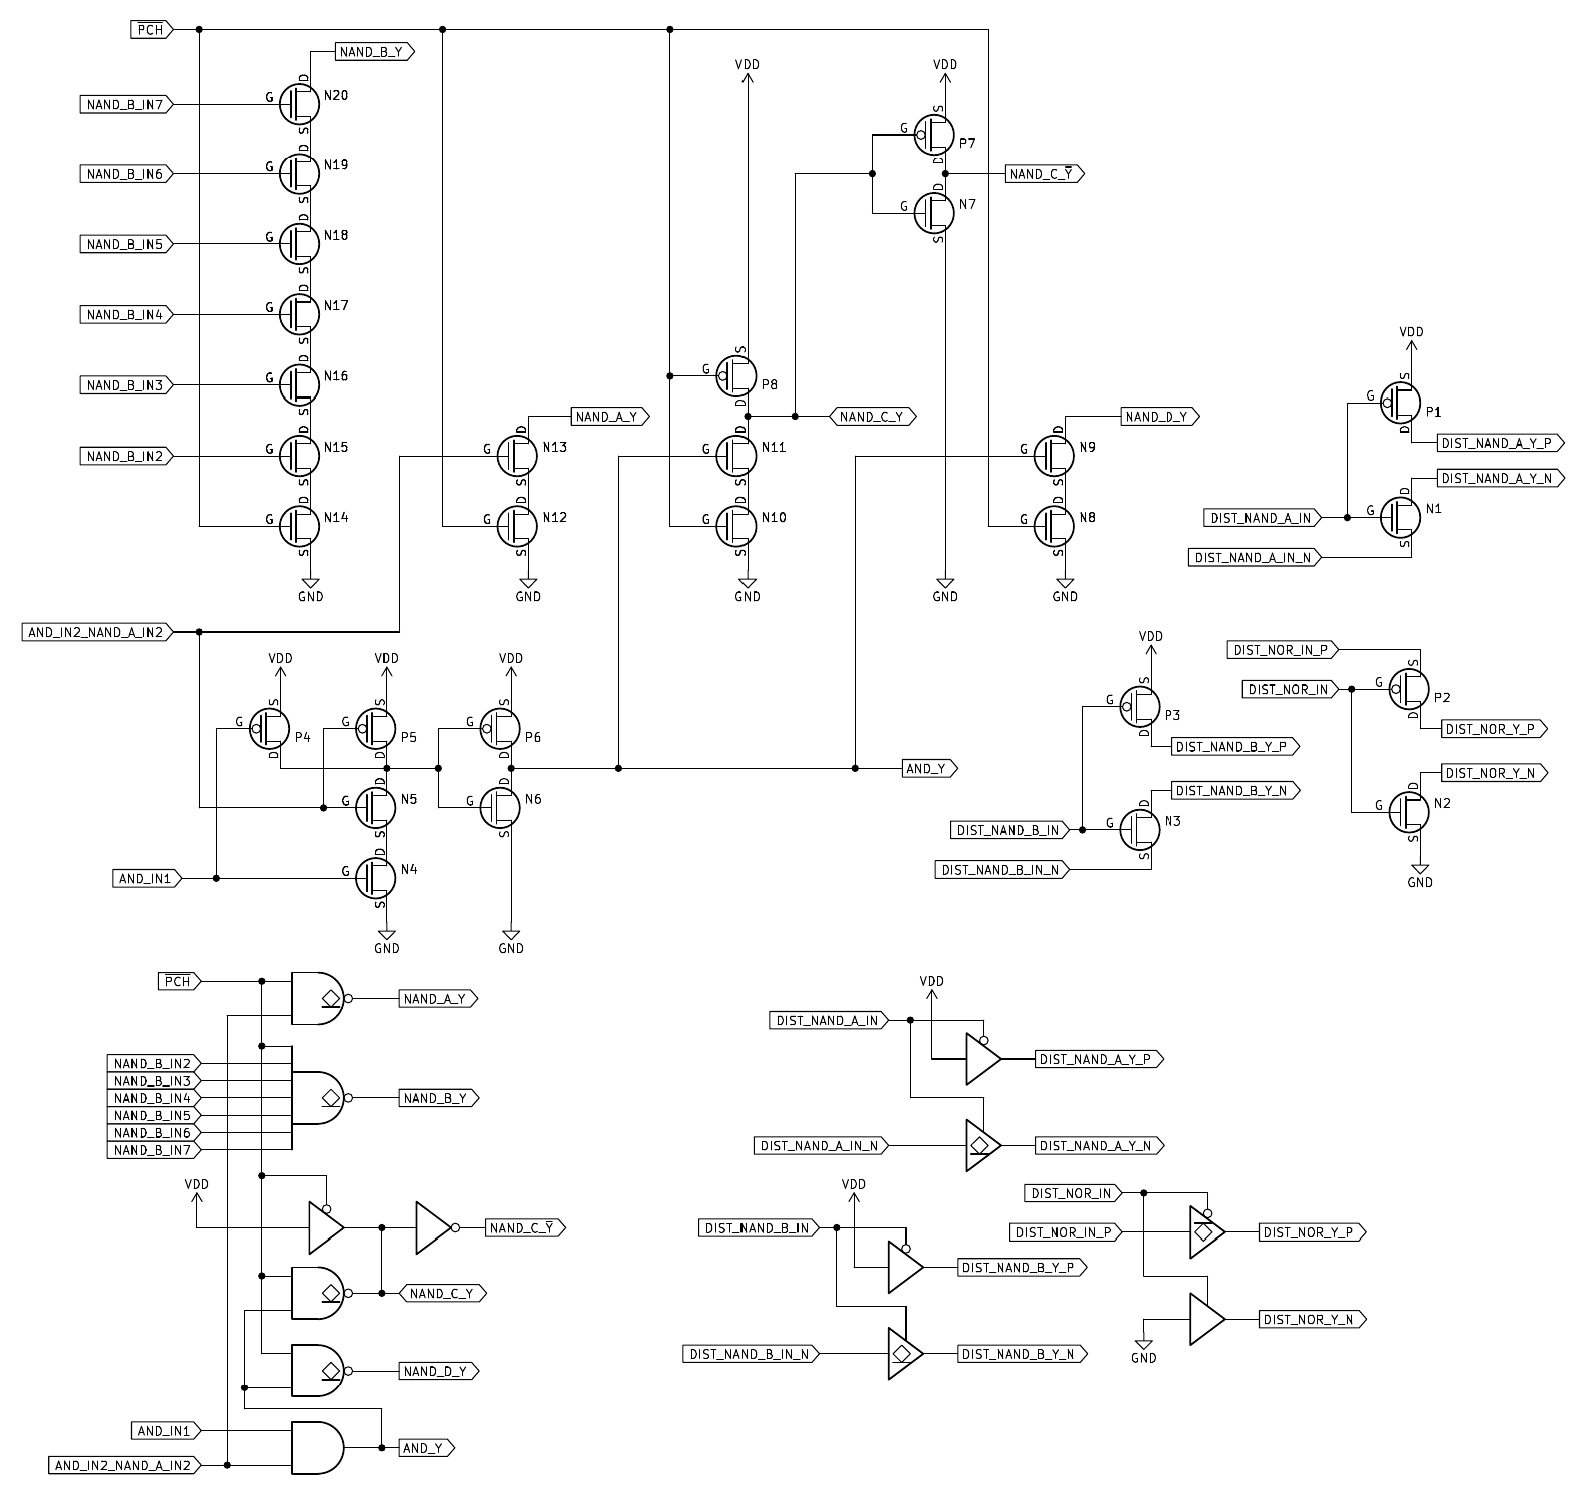 P̅C̅H̅
NAND_B_Y
VDD
VDD
D
NAND_B_IN7
G
N20
S
S
G
P7
D
D
NAND_B_IN6
G
N19
NAND_C_Y̅
S
D
G
N7
D
NAND_B_IN5
G
N18
S
S
D
NAND_B_IN4
G
N17
S
VDD
D
S
S
NAND_B_IN3
G
N16
G
P8
G
P1
S
D
D
NAND_A_Y
NAND_C_Y
NAND_D_Y
D
D
D
D
DIST_NAND_A_Y_P
NAND_B_IN2
G
N15
G
N13
G
N11
G
N9
DIST_NAND_A_Y_N
S
S
S
S
D
D
D
D
D
DIST_NAND_A_IN
G
N1
G
N14
G
N12
G
N10
G
N8
S
S
S
S
S
DIST_NAND_A_IN_N
GND
GND
GND
GND
GND
AND_IN2_NAND_A_IN2
VDD
VDD
VDD
VDD
DIST_NOR_IN_P
S
S
S
S
S
DIST_NOR_IN
G
P2
G
P3
D
G
P4
G
P5
G
P6
DIST_NOR_Y_P
D
D
D
D
DIST_NAND_B_Y_P
AND_Y
DIST_NOR_Y_N
D
D
D
DIST_NAND_B_Y_N
D
G
N5
G
N6
G
N2
DIST_NAND_B_IN
G
N3
S
S
S
S
D
AND_IN1
G
N4
DIST_NAND_B_IN_N
GND
S
GND
GND
P̅C̅H̅
NAND_A_Y
VDD
DIST_NAND_A_IN
DIST_NAND_A_Y_P
NAND_B_IN2
NAND_B_IN3
NAND_B_IN4
NAND_B_Y
NAND_B_IN5
NAND_B_IN6
NAND_B_IN7
DIST_NAND_A_IN_N
DIST_NAND_A_Y_N
VDD
VDD
DIST_NOR_IN
NAND_C_Y̅
DIST_NAND_B_IN
DIST_NOR_IN_P
DIST_NOR_Y_P
DIST_NAND_B_Y_P
NAND_C_Y
DIST_NOR_Y_N
DIST_NAND_B_IN_N
DIST_NAND_B_Y_N
GND
NAND_D_Y
AND_IN1
AND_Y
AND_IN2_NAND_A_IN2